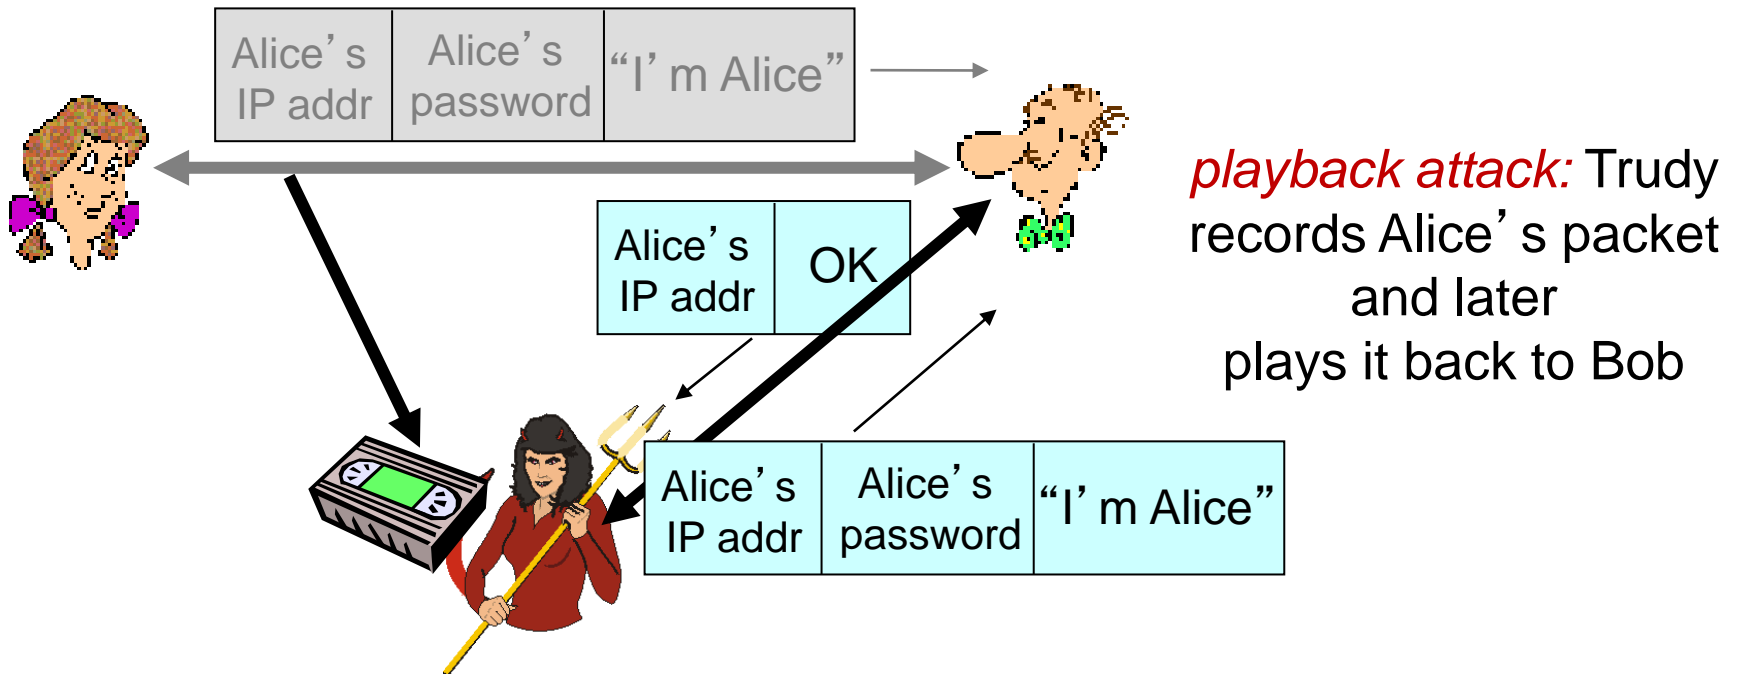 Alice’s
IP addr
Alice’s
password
“I’m Alice”
playback attack: Trudy
records Alice’s packet
and later
plays it back to Bob
Alice’s
IP addr
OK
Alice’s
IP addr
Alice’s
password
“I’m Alice”